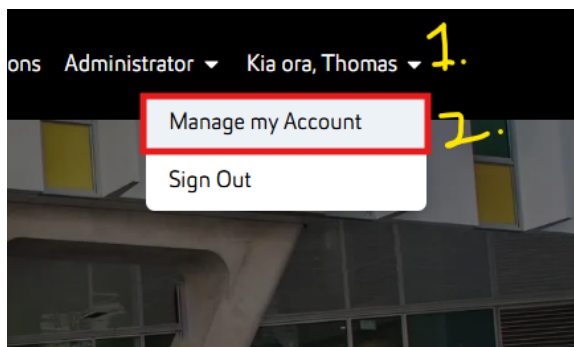 ons Administrator Kia ora, Thomas 1.
Manage my Account 2.
Sign Out